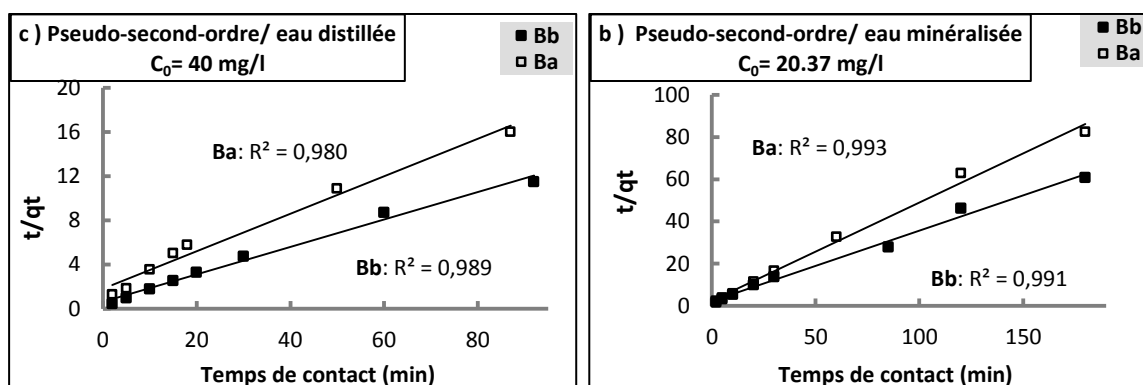 c ) Pseudo-second-ordre/ eau distillée
C₀= 40 mg/l
Bb
Ba
20
16
12
8
4
0
t/qt
Ba: R² = 0,980
Bb: R² = 0,989
0
20
40
60
80
Temps de contact (min)
b ) Pseudo-second-ordre/ eau minéralisée
C₀= 20.37 mg/l
Bb
Ba
100
80
60
40
20
0
t/qt
Ba: R² = 0,993
Bb: R² = 0,991
0
50
100
150
Temps de contact (min)